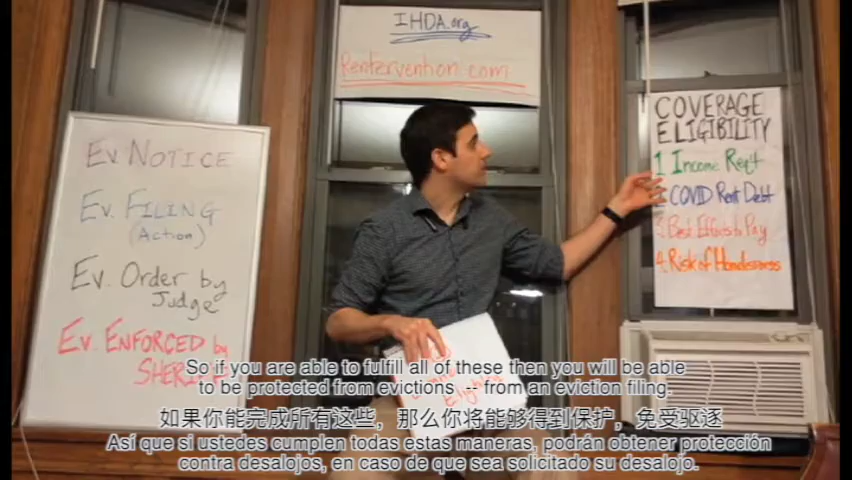 IHDA.org
Rentervention.com
Ev. NOTICE
Ev. FILING
(Action)
Ev. Order by
Judge
Ev. ENFORCED by
COVERAGE
ELIGIBILITY
1 Income Req't
COVID Rent Debt
3. Best Efforts to Pay
4. Risk of Homelessness
So if you are able to fulfill all of these then you will be able
to be protected from evictions -- from an eviction filing
如果你能完成所有这些，那么你将能够得到保护。免受驱逐
Así que si ustedes cumplen todas estas maneras, podrán obtener protección
contra desalojos, en caso de que sea solicitado su desalojo.